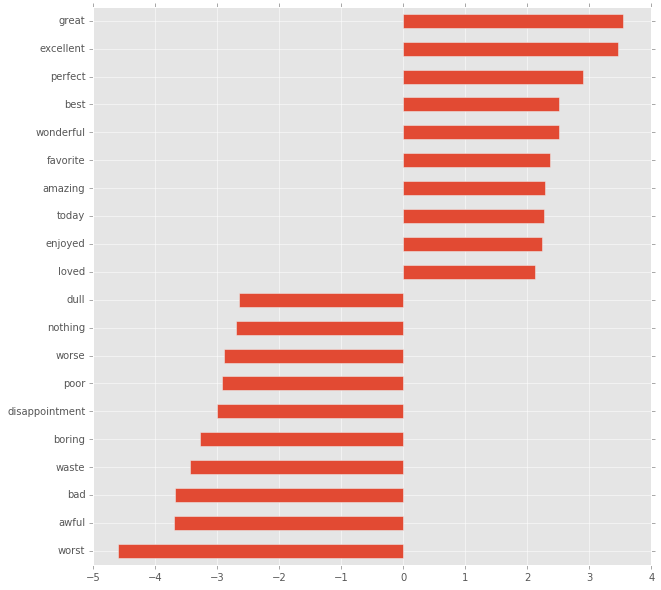 great
excellent
perfect
best
wonderful
favorite
amazing
today
enjoyed
loved
dull
nothing
worse
poor
disappointment
boring
waste
bad
awful
worst
−5 −4 −3 −2 −1 0 1 2 3 4